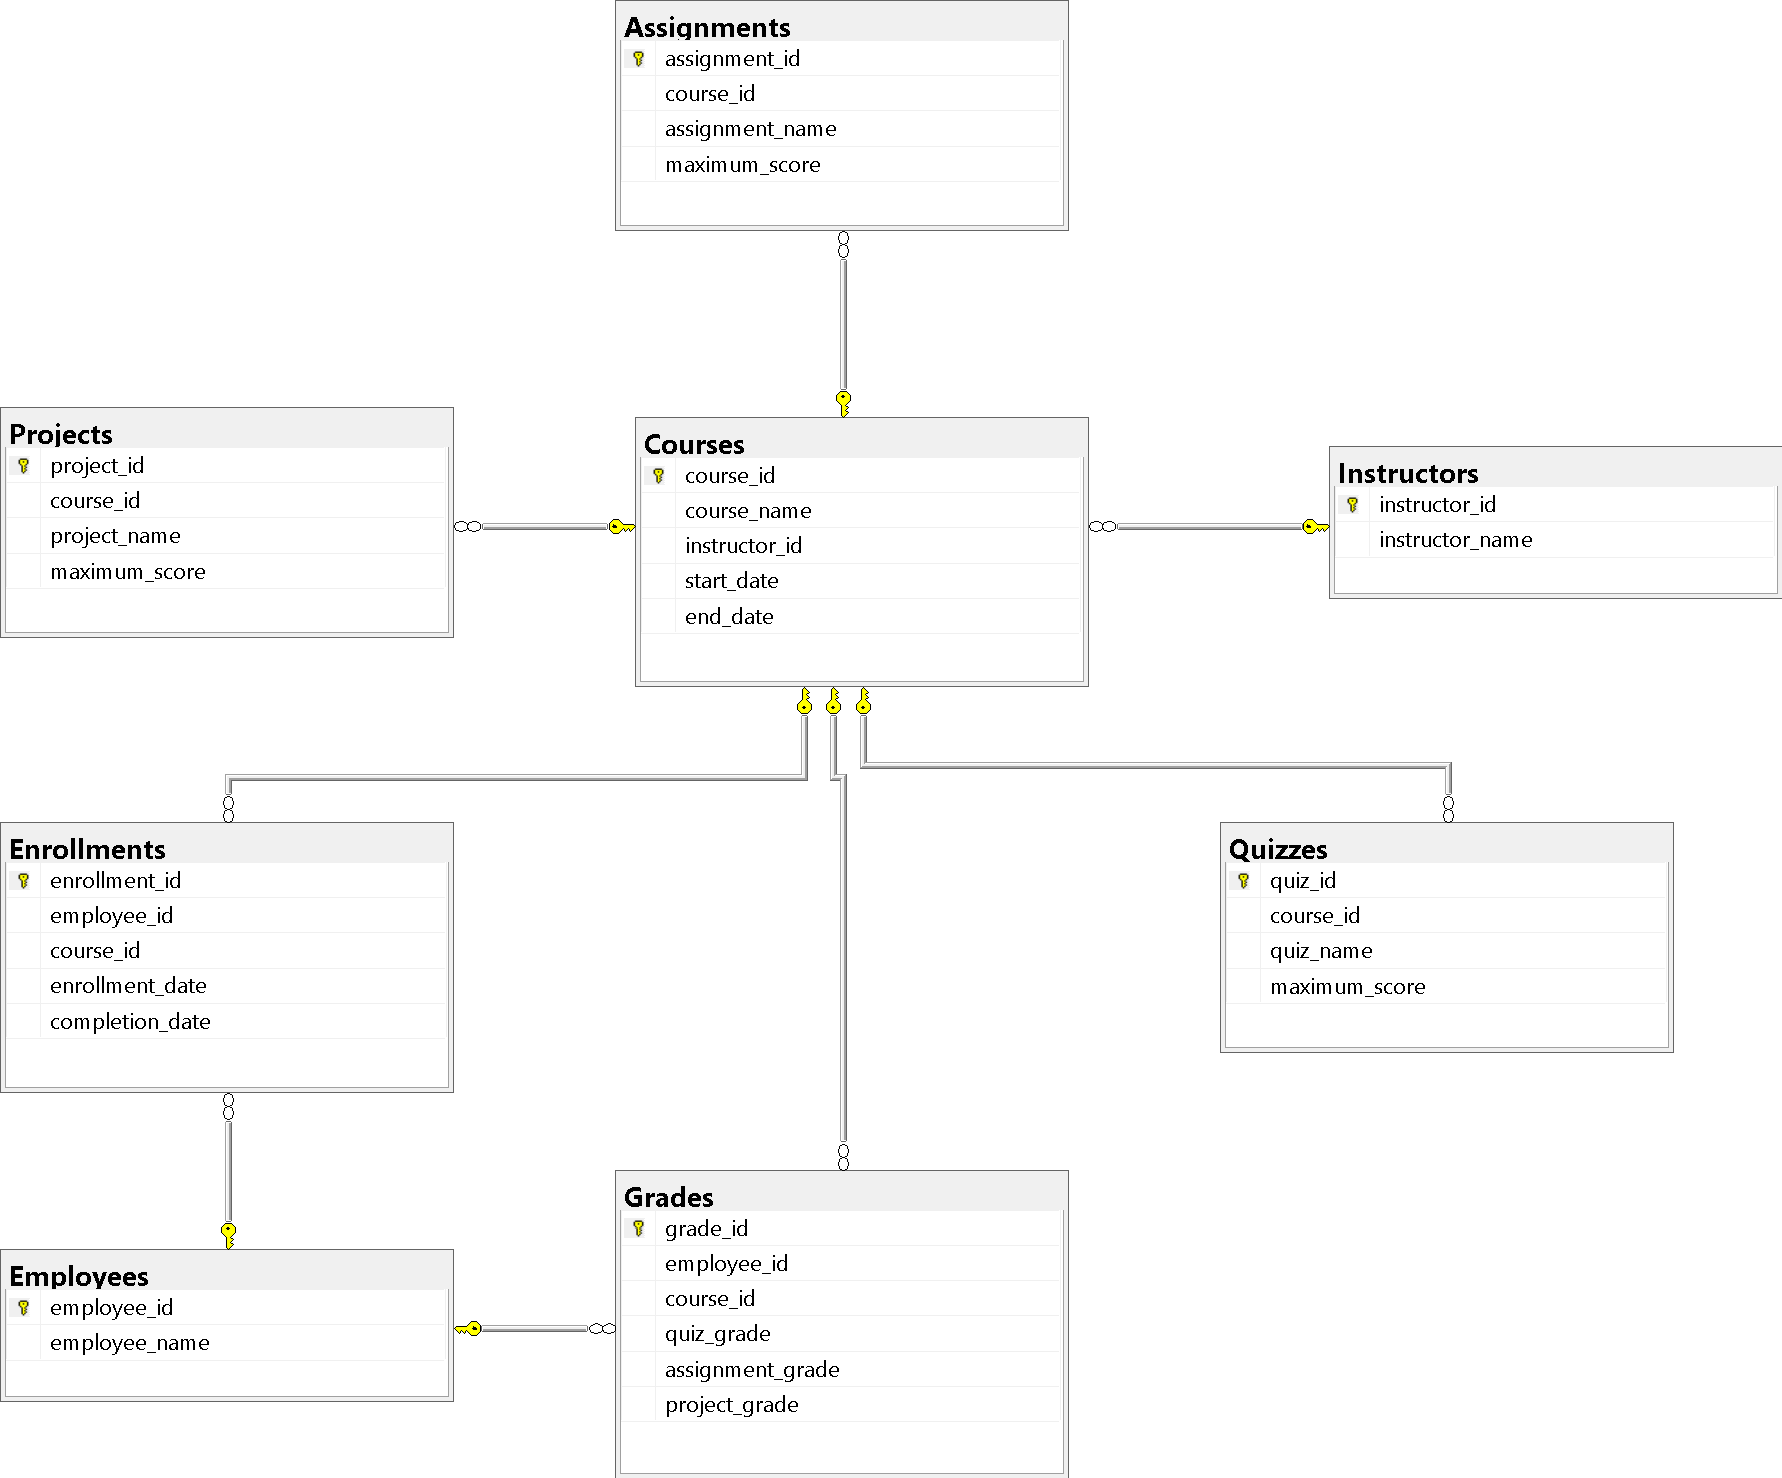 Assignments
assignment_id
course_id
assignment_name
maximum_score
Projects
project_id
course_id
project_name
maximum_score
Courses
course_id
course_name
instructor_id
start_date
end_date
Instructors
instructor_id
instructor_name
Enrollments
enrollment_id
employee_id
course_id
enrollment_date
completion_date
Quizzes
quiz_id
course_id
quiz_name
maximum_score
Employees
employee_id
employee_name
Grades
grade_id
employee_id
course_id
quiz_grade
assignment_grade
project_grade